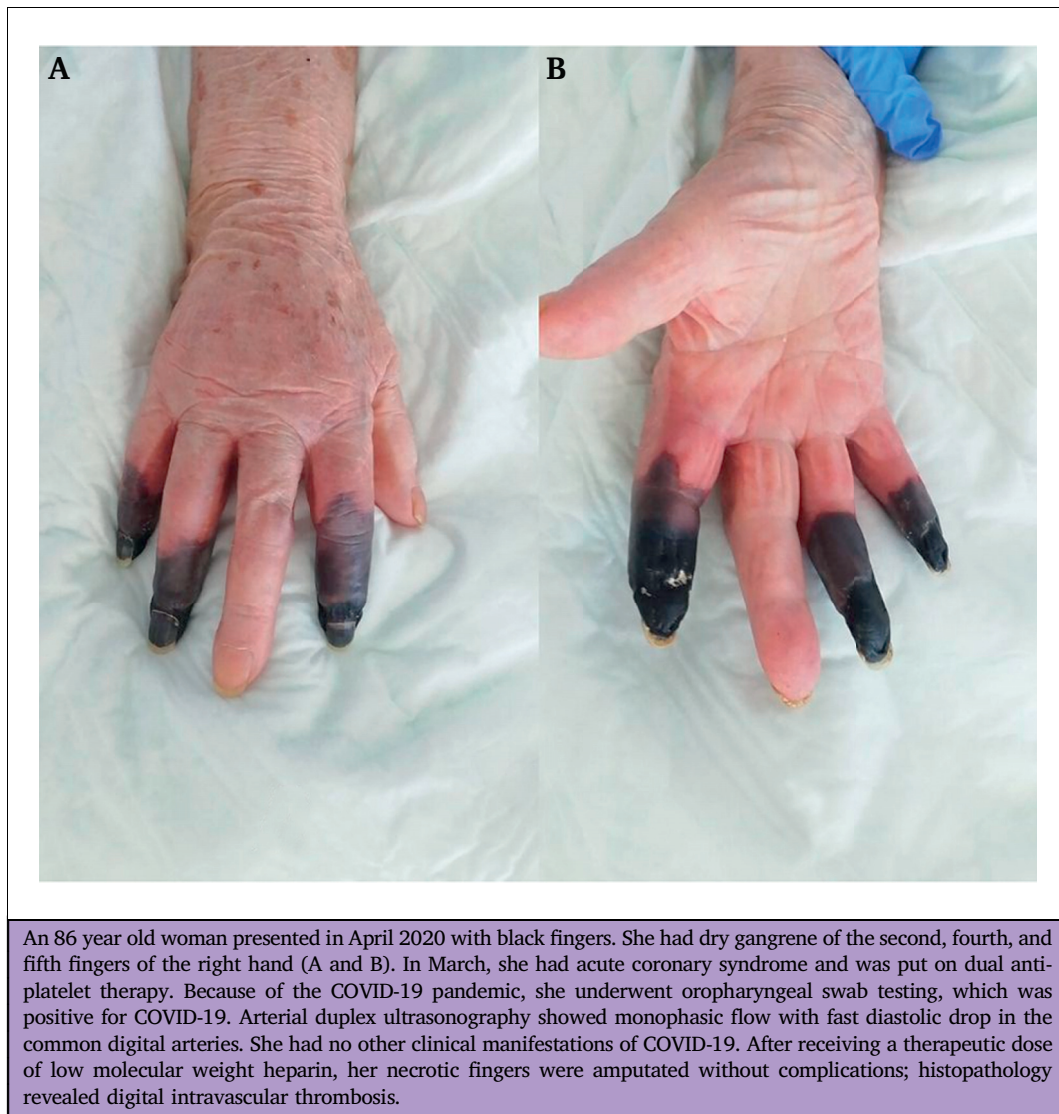 A
B
An 86 year old woman presented in April 2020 with black fingers. She had dry gangrene of the second, fourth, and
fifth fingers of the right hand (A and B). In March, she had acute coronary syndrome and was put on dual anti-
platelet therapy. Because of the COVID-19 pandemic, she underwent oropharyngeal swab testing, which was
positive for COVID-19. Arterial duplex ultrasonography showed monophasic flow with fast diastolic drop in the
common digital arteries. She had no other clinical manifestations of COVID-19. After receiving a therapeutic dose
of low molecular weight heparin, her necrotic fingers were amputated without complications; histopathology
revealed digital intravascular thrombosis.